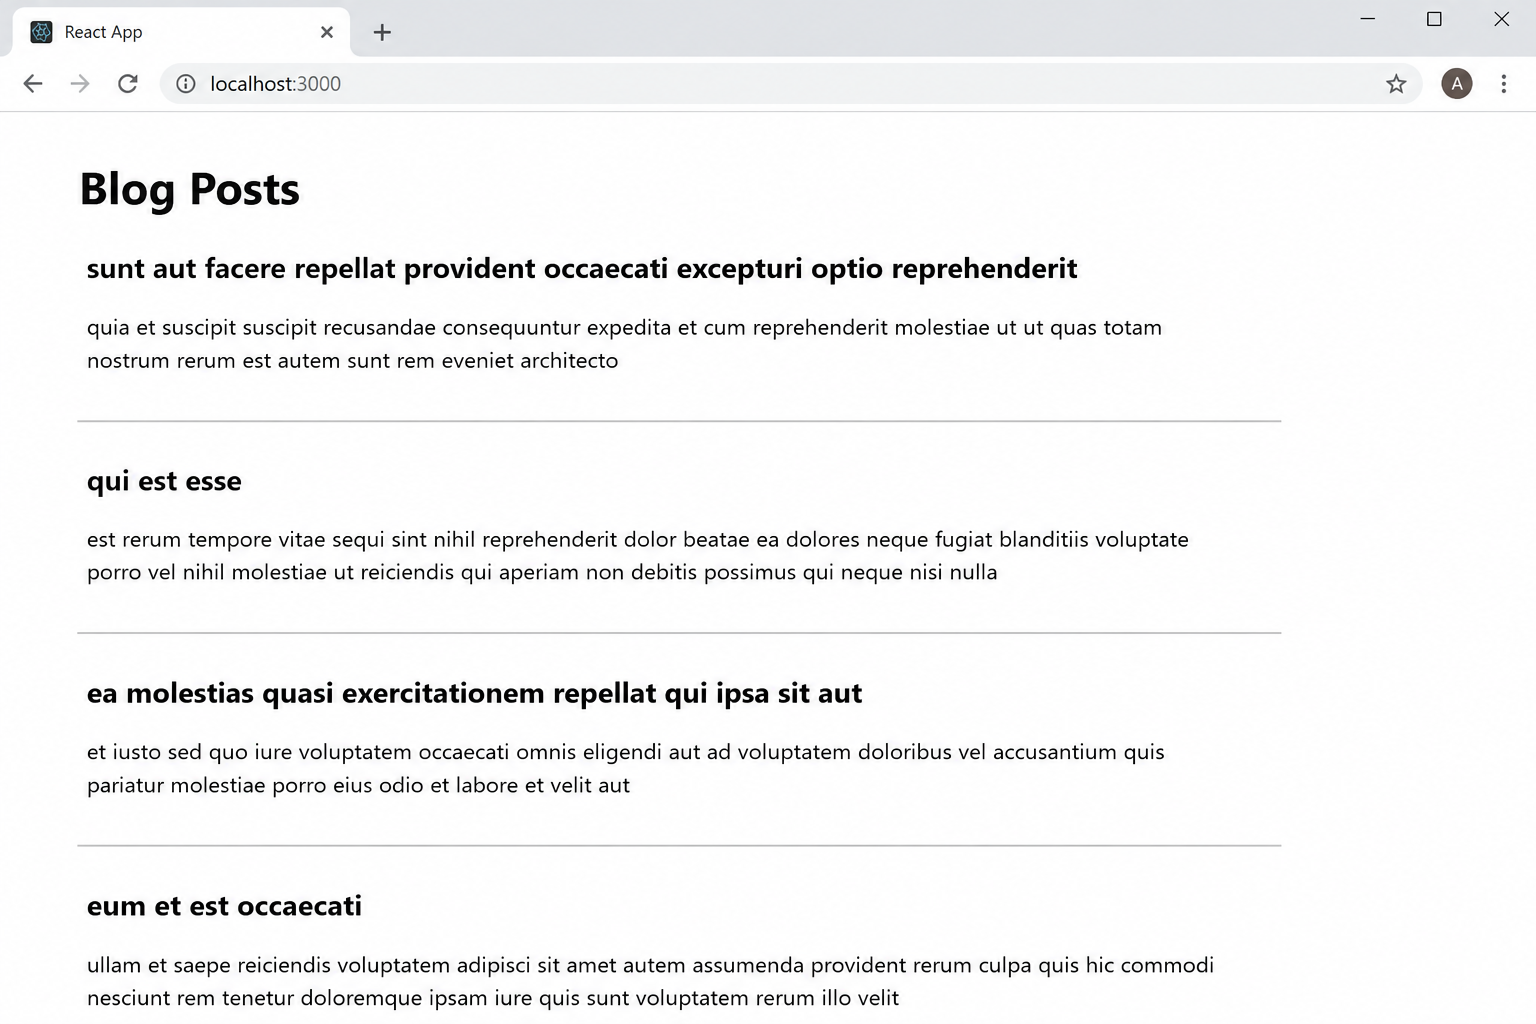 React App
localhost:3000
A
Blog Posts
sunt aut facere repellat provident occaecati excepturi optio reprehenderit
quia et suscipit suscipit recusandae consequuntur expedita et cum reprehenderit molestiae ut ut quas totam
nostrum rerum est autem sunt rem eveniet architecto
qui est esse
est rerum tempore vitae sequi sint nihil reprehenderit dolor beatae ea dolores neque fugiat blanditiis voluptate
porro vel nihil molestiae ut reiciendis qui aperiam non debitis possimus qui neque nisi nulla
ea molestias quasi exercitationem repellat qui ipsa sit aut
et iusto sed quo iure voluptatem occaecati omnis eligendi aut ad voluptatem doloribus vel accusantium quis
pariatur molestiae porro eius odio et labore et velit aut
eum et est occaecati
ullam et saepe reiciendis voluptatem adipisci sit amet autem assumenda provident rerum culpa quis hic commodi
nesciunt rem tenetur doloremque ipsam iure quis sunt voluptatem rerum illo velit